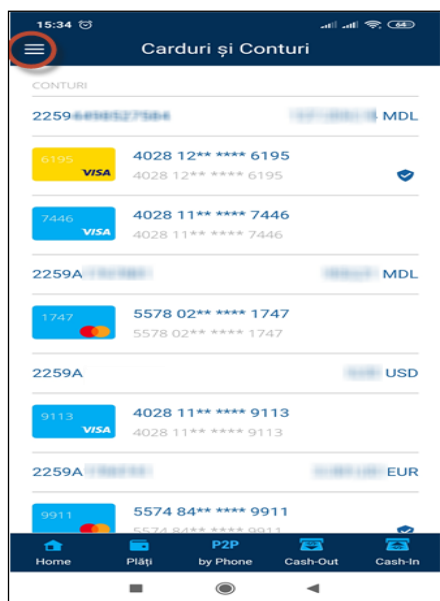 15:34 64
Carduri și Conturi
CONTURI
2259 MDL
6195 VISA
4028 12** **** 6195
4028 12** **** 6195
7446 VISA
4028 11** **** 7446
4028 11** **** 7446
2259A MDL
1747
5578 02** **** 1747
5578 02** **** 1747
2259A USD
9113 VISA
4028 11** **** 9113
4028 11** **** 9113
2259A EUR
9911
5574 84** **** 9911
5574 84** **** 9911
Home Plăți P2P by Phone Cash-Out Cash-In